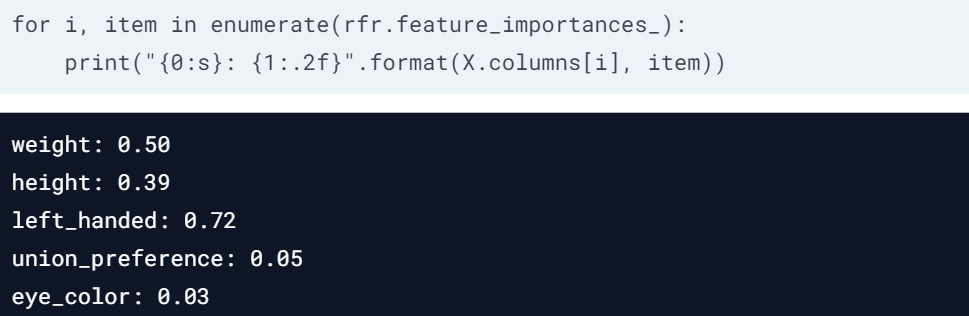 for i, item in enumerate(rfr.feature_importances_):
    print("{0:s}: {1:.2f}".format(X.columns[i], item))
weight: 0.50
height: 0.39
left_handed: 0.72
union_preference: 0.05
eye_color: 0.03